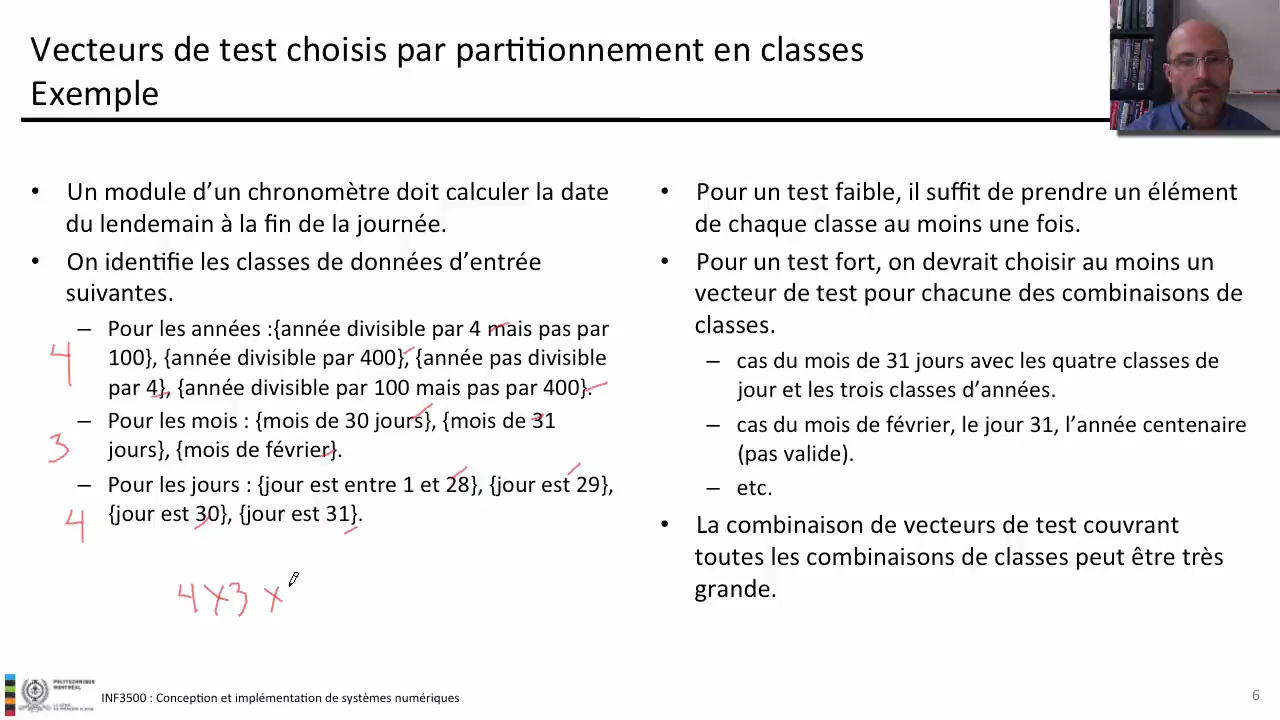 Vecteurs de test choisis par partitionnement en classes
Exemple
• Un module d’un chronomètre doit calculer la date
du lendemain à la fin de la journée.
• On identifie les classes de données d’entrée
suivantes.
– Pour les années :{année divisible par 4 mais pas par
100}, {année divisible par 400}, {année pas divisible
par 4}, {année divisible par 100 mais pas par 400}.
4
– Pour les mois : {mois de 30 jours}, {mois de 31
jours}, {mois de février}.
3
– Pour les jours : {jour est entre 1 et 28}, {jour est 29},
{jour est 30}, {jour est 31}.
4
4 x 3 x
• Pour un test faible, il suffit de prendre un élément
de chaque classe au moins une fois.
• Pour un test fort, on devrait choisir au moins un
vecteur de test pour chacune des combinaisons de
classes.
– cas du mois de 31 jours avec les quatre classes de
jour et les trois classes d’années.
– cas du mois de février, le jour 31, l’année centenaire
(pas valide).
– etc.
• La combinaison de vecteurs de test couvrant
toutes les combinaisons de classes peut être très
grande.
POLYTECHNIQUE
MONTRÉAL
INF3500 : Conception et implémentation de systèmes numériques
6